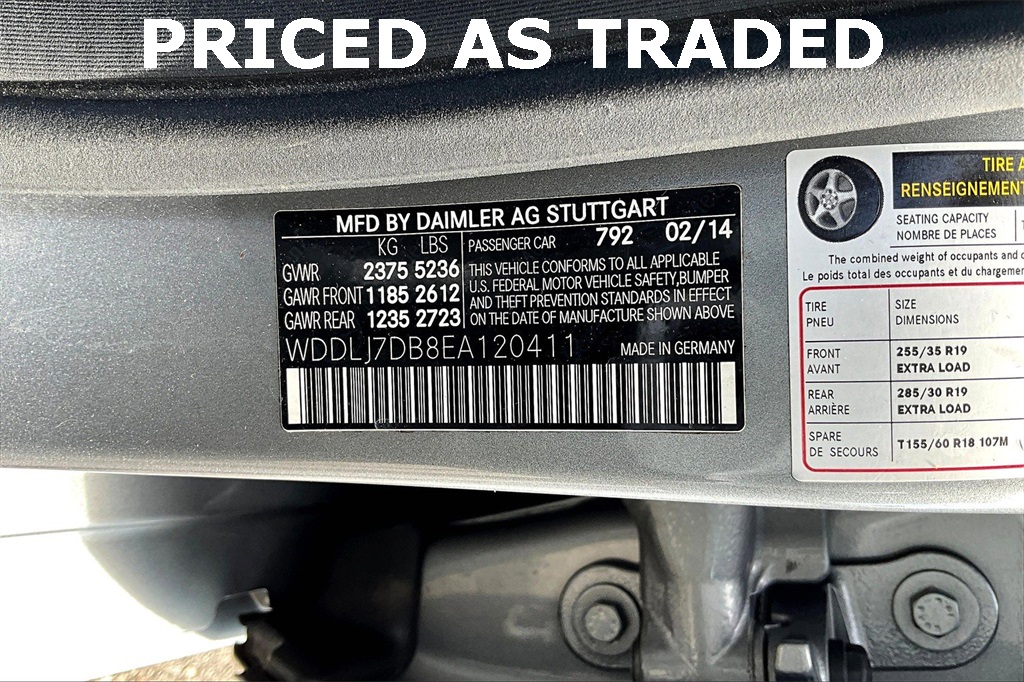 PRICED AS TRADED
MFD BY DAIMLER AG STUTTGART
KG LBS
GVWR 2375 5236
GAWR FRONT 1185 2612
GAWR REAR 1235 2723
PASSENGER CAR 792 02/14
THIS VEHICLE CONFORMS TO ALL APPLICABLE
U.S. FEDERAL MOTOR VEHICLE SAFETY, BUMPER
AND THEFT PREVENTION STANDARDS IN EFFECT
ON THE DATE OF MANUFACTURE SHOWN ABOVE
WDDLJ7DB8EA120411 MADE IN GERMANY
TIRE
RENSEIGNEMENT
SEATING CAPACITY
NOMBRE DE PLACES
The combined weight of occupants and
Le poids total des occupants et du chargeme
TIRE SIZE
PNEU DIMENSIONS
FRONT 255/35 R19
AVANT EXTRA LOAD
REAR 285/30 R19
ARRIÈRE EXTRA LOAD
SPARE T155/60 R18 107M
DE SECOURS